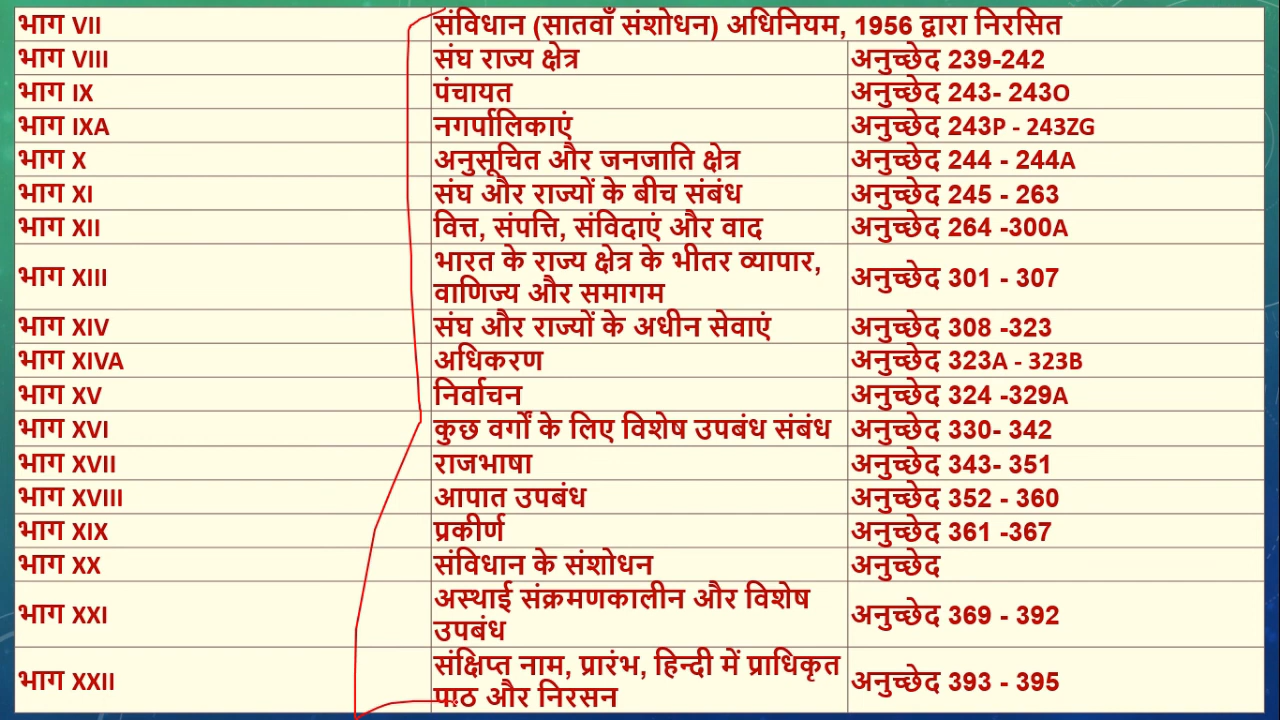 भाग VII संविधान (सातवाँ संशोधन) अधिनियम, 1956 द्वारा निरसित
भाग VIII संघ राज्य क्षेत्र अनुच्छेद 239-242
भाग IX पंचायत अनुच्छेद 243- 243O
भाग IXA नगर्पालिकाएं अनुच्छेद 243P - 243ZG
भाग X अनुसूचित और जनजाति क्षेत्र अनुच्छेद 244 - 244A
भाग XI संघ और राज्यों के बीच संबंध अनुच्छेद 245 - 263
भाग XII वित्त, संपत्ति, संविदाएं और वाद अनुच्छेद 264 -300A
भाग XIII भारत के राज्य क्षेत्र के भीतर व्यापार, अनुच्छेद 301 - 307
वाणिज्य और समागम
भाग XIV संघ और राज्यों के अधीन सेवाएं अनुच्छेद 308 -323
भाग XIVA अधिकरण अनुच्छेद 323A - 323B
भाग XV निर्वाचन अनुच्छेद 324 -329A
भाग XVI कुछ वर्गों के लिए विशेष उपबंध संबंध अनुच्छेद 330- 342
भाग XVII राजभाषा अनुच्छेद 343- 351
भाग XVIII आपात उपबंध अनुच्छेद 352 - 360
भाग XIX प्रकीर्ण अनुच्छेद 361 -367
भाग XX संविधान के संशोधन अनुच्छेद
भाग XXI अस्थाई संक्रमणकालीन और विशेष अनुच्छेद 369 - 392
उपबंध
भाग XXII संक्षिप्त नाम, प्रारंभ, हिन्दी में प्राधिकृत अनुच्छेद 393 - 395
पाठ और निरसन